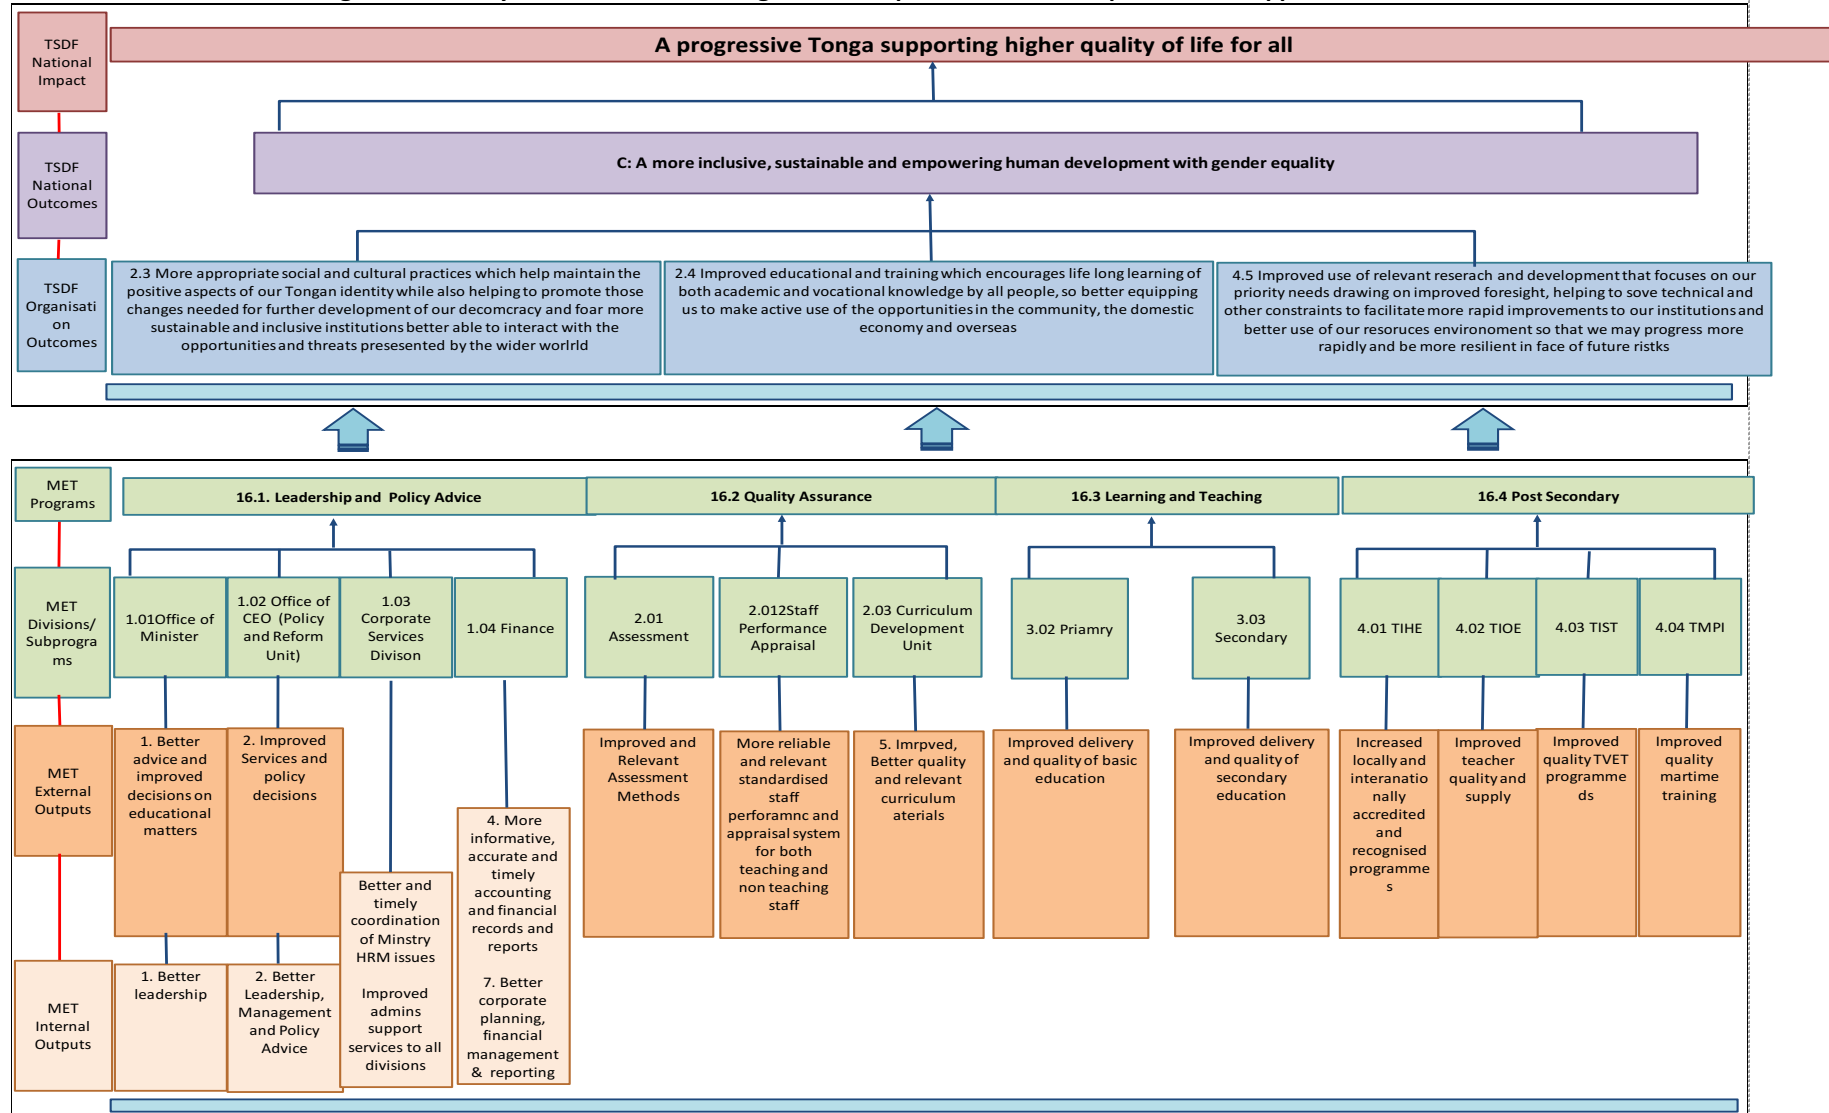 TSDF
National
Impact
A progressive Tonga supporting higher quality of life for all
TSDF
National
Outcomes
C: A more inclusive, sustainable and empowering human development with gender equality
TSDF
Organisati
on
Outcomes
2.3 More appropriate social and cultural practices which help maintain the
positive aspects of our Tongan identity while also helping to promote those
changes needed for further development of our decomcracy and foar more
sustainable and inclusive institutions better able to interact with the
opportunities and threats presesented by the wider worlrld
2.4 Improved educational and training which encourages life long learning of
both academic and vocational knowledge by all people, so better equipping
us to make active use of the opportunities in the community, the domestic
economy and overseas
4.5 Improved use of relevant reserach and development that focuses on our
priority needs drawing on improved foresight, helping to sove technical and
other constraints to facilitate more rapid improvements to our institutions and
better use of our resoruces environoment so that we may progress more
rapidly and be more resilient in face of future ristks
MET
Programs
16.1. Leadership and Policy Advice
16.2 Quality Assurance
16.3 Learning and Teaching
16.4 Post Secondary
MET
Divisions/
Subprogra
ms
1.01Office of
Minister
1.02 Office of
CEO (Policy
and Reform
Unit)
1.03
Corporate
Services
Divison
1.04 Finance
2.01
Assessment
2.012Staff
Performance
Appraisal
2.03 Curriculum
Development
Unit
3.02 Priamry
3.03
Secondary
4.01 TIHE
4.02 TIOE
4.03 TIST
4.04 TMPI
MET
External
Outputs
1. Better
advice and
improved
decisions on
educational
matters
2. Improved
Services and
policy
decisions
Better and
timely
coordination
of Minstry
HRM issues
Improved
admins
support
services to all
divisions
4. More
informative,
accurate and
timely
accounting
and financial
records and
reports
7. Better
corporate
planning,
financial
management
& reporting
Improved and
Relevant
Assessment
Methods
More reliable
and relevant
standardised
staff
perforamnc and
appraisal system
for both
teaching and
non teaching
staff
5. Imrpved,
Better quality
and relevant
curriculum
aterials
Improved delivery
and quality of basic
education
Improved delivery
and quality of
secondary
education
Increased
locally and
interanatio
nally
accredited
and
recognised
programme
s
Improved
teacher
quality and
supply
Improved
quality TVET
programme
ds
Improved
quality
martime
training
MET
Internal
Outputs
1. Better
leadership
2. Better
Leadership,
Management
and Policy
Advice